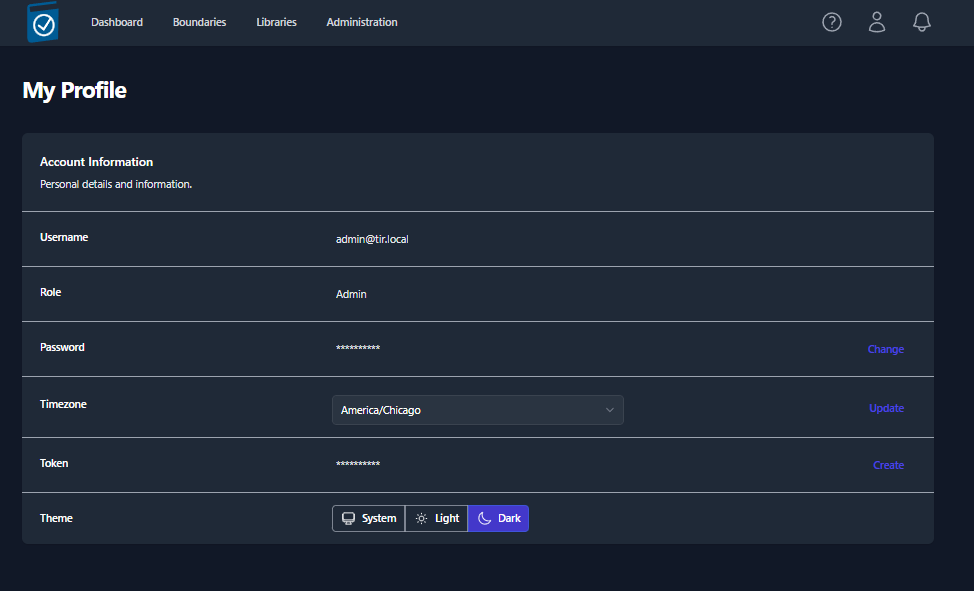 Dashboard Boundaries Libraries Administration
My Profile
Account Information
Personal details and information.
Username admin@tir.local
Role Admin
Password ********** Change
Timezone America/Chicago Update
Token ********** Create
Theme System Light Dark